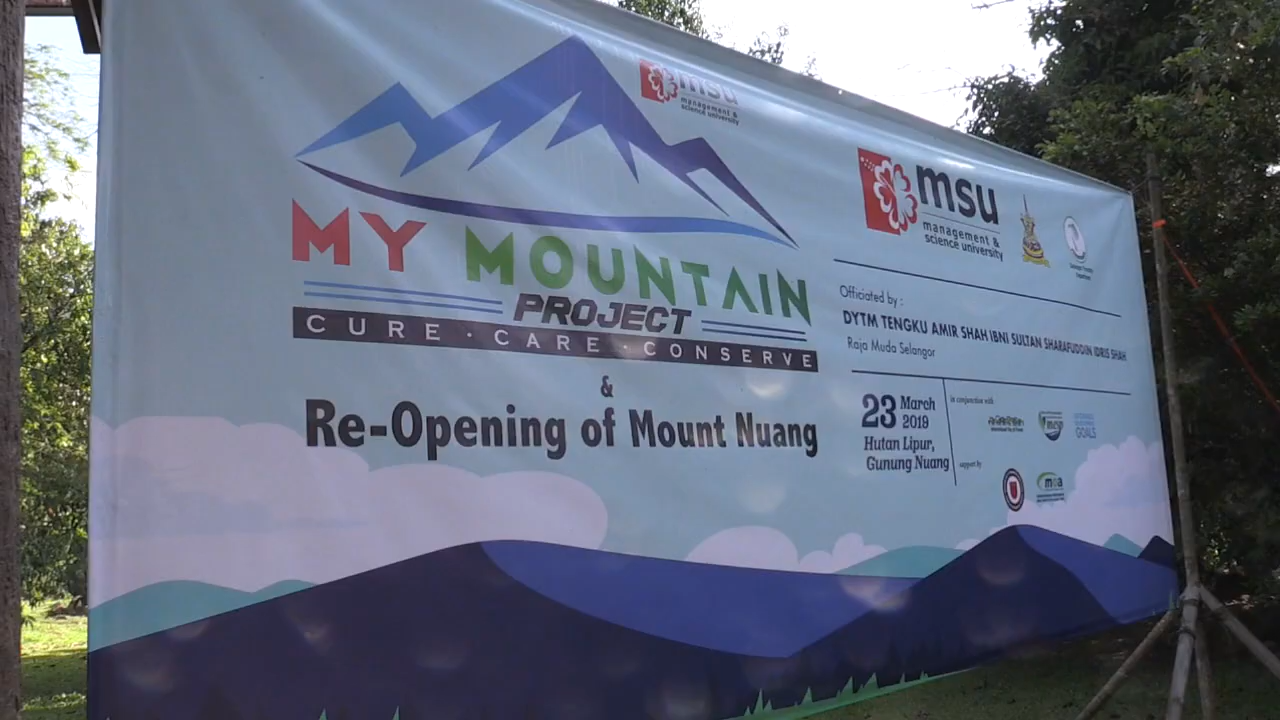 msu
management &
science university
MY MOUNTAIN
PROJECT
CURE · CARE · CONSERVE
&
Re-Opening of Mount Nuang
msu
management &
science university
Officiated by :
DYTM TENGKU AMIR SHAH IBNI SULTAN SHARAFUDDIN IDRIS SHAH
Raja Muda Selangor
23 March
2019
Hutan Lipur,
Gunung Nuang
in conjunction with
GOALS
support by